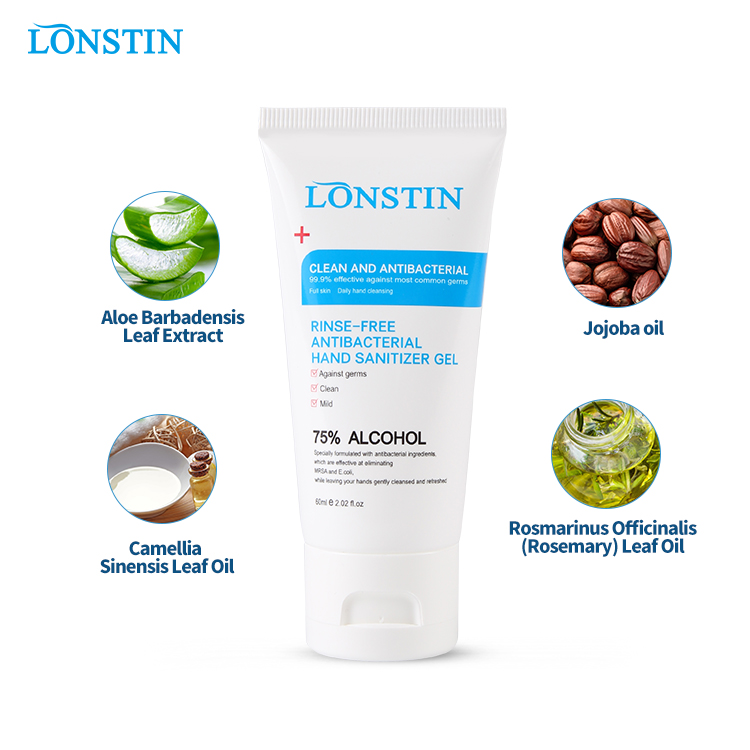 LONSTIN
LONSTIN
CLEAN AND ANTIBACTERIAL
99.9% effective against most common germs
Full skin Daily hand cleansing
RINSE-FREE
ANTIBACTERIAL
HAND SANITIZER GEL
Against germs
Clean
Mild
75% ALCOHOL
Specially formulated with antibacterial ingredients,
which are effective at eliminating
MRSA and E.coli,
while leaving your hands gently cleansed and refreshed
60ml e 2.02 fl.oz
Aloe Barbadensis
Leaf Extract
Jojoba oil
Camellia
Sinensis Leaf Oil
Rosmarinus Officinalis
(Rosemary) Leaf Oil